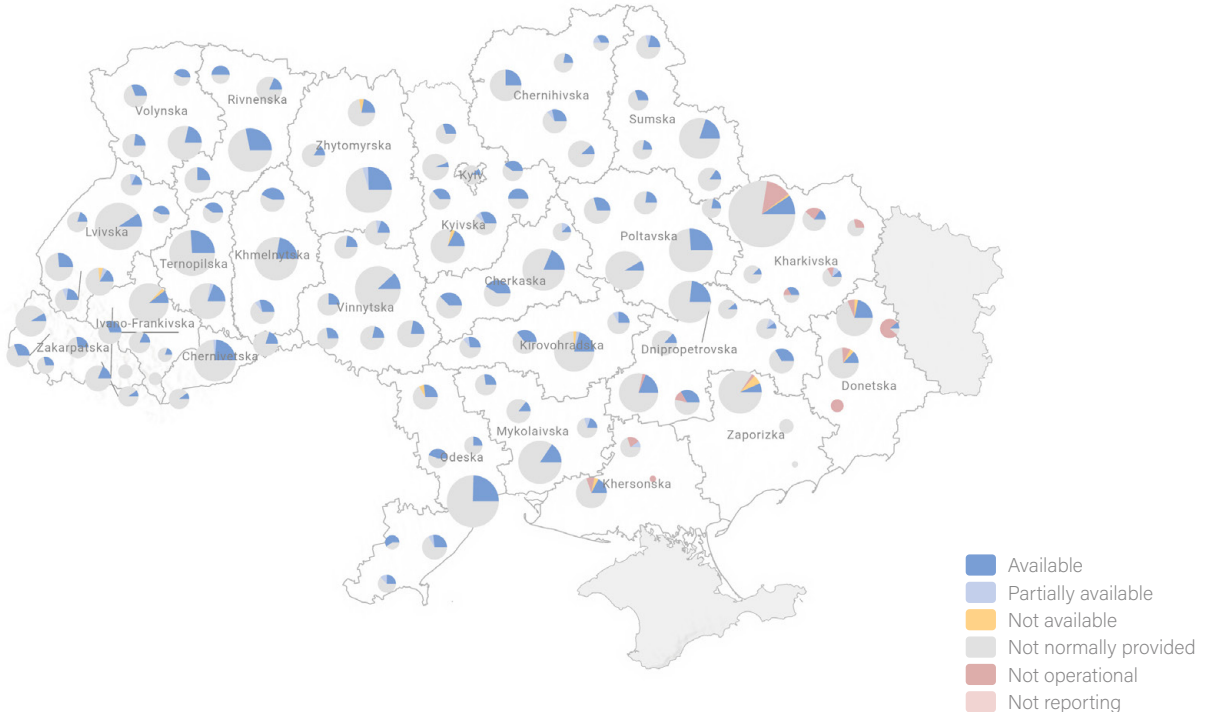 Chernihivska
Rivnenska
Volynska
Sumska
Zhytomyrska
Kyiv
Kyivska
Lvivska
Poltavska
Khmelnytska
Ternopilska
Kharkivska
Cherkaska
Vinnytska
Ivano-Frankivska
Kirovohradska
Zakarpatska
Dnipropetrovska
Chernivetska
Donetska
Mykolaivska
Zaporizka
Odeska
Khersonska
Available
Partially available
Not available
Not normally provided
Not operational
Not reporting